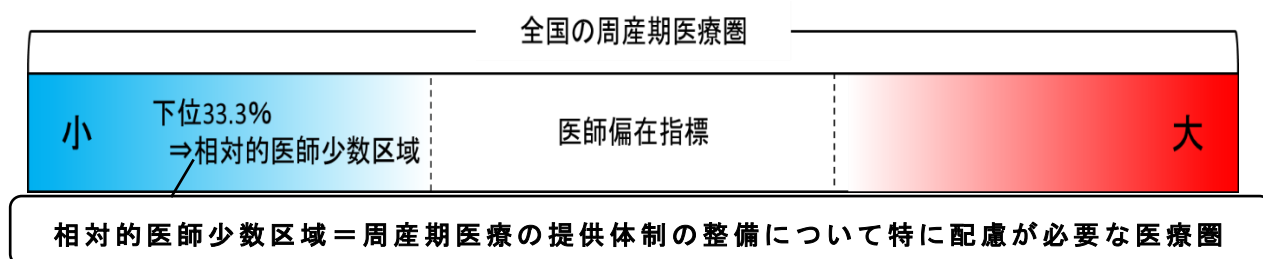 全国の周産期医療圏
小
下位33.3%
⇒相対的医師少数区域
医師偏在指標
大
相対的医師少数区域＝周産期医療の提供体制の整備について特に配慮が必要な医療圏